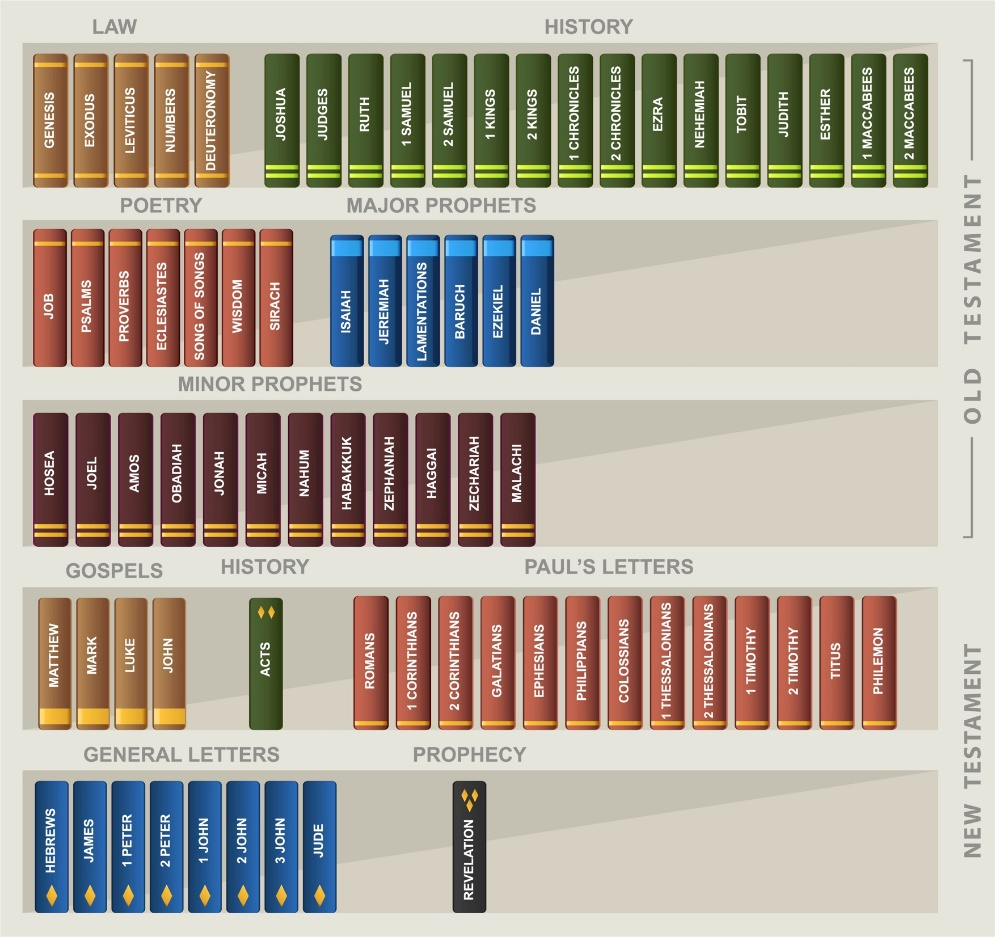 LAW
HISTORY
GENESIS
EXODUS
LEVITICUS
NUMBERS
DEUTERONOMY
JOSHUA
JUDGES
RUTH
1 SAMUEL
2 SAMUEL
1 KINGS
2 KINGS
1 CHRONICLES
2 CHRONICLES
EZRA
NEHEMIAH
TOBIT
JUDITH
ESTHER
1 MACCABEES
2 MACCABEES
POETRY
MAJOR PROPHETS
JOB
PSALMS
PROVERBS
ECLESIASTES
SONG OF SONGS
WISDOM
SIRACH
ISAIAH
JEREMIAH
LAMENTATIONS
BARUCH
EZEKIEL
DANIEL
MINOR PROPHETS
HOSEA
JOEL
AMOS
OBADIAH
JONAH
MICAH
NAHUM
HABAKKUK
ZEPHANIAH
HAGGAI
ZECHARIAH
MALACHI
OLD TESTAMENT
GOSPELS
HISTORY
PAUL'S LETTERS
MATTHEW
MARK
LUKE
JOHN
ACTS
ROMANS
1 CORINTHIANS
2 CORINTHIANS
GALATIANS
EPHESIANS
PHILIPPIANS
COLOSSIANS
1 THESSALONIANS
2 THESSALONIANS
1 TIMOTHY
2 TIMOTHY
TITUS
PHILEMON
GENERAL LETTERS
PROPHECY
HEBREWS
JAMES
1 PETER
2 PETER
1 JOHN
2 JOHN
3 JOHN
JUDE
REVELATION
NEW TESTAMENT